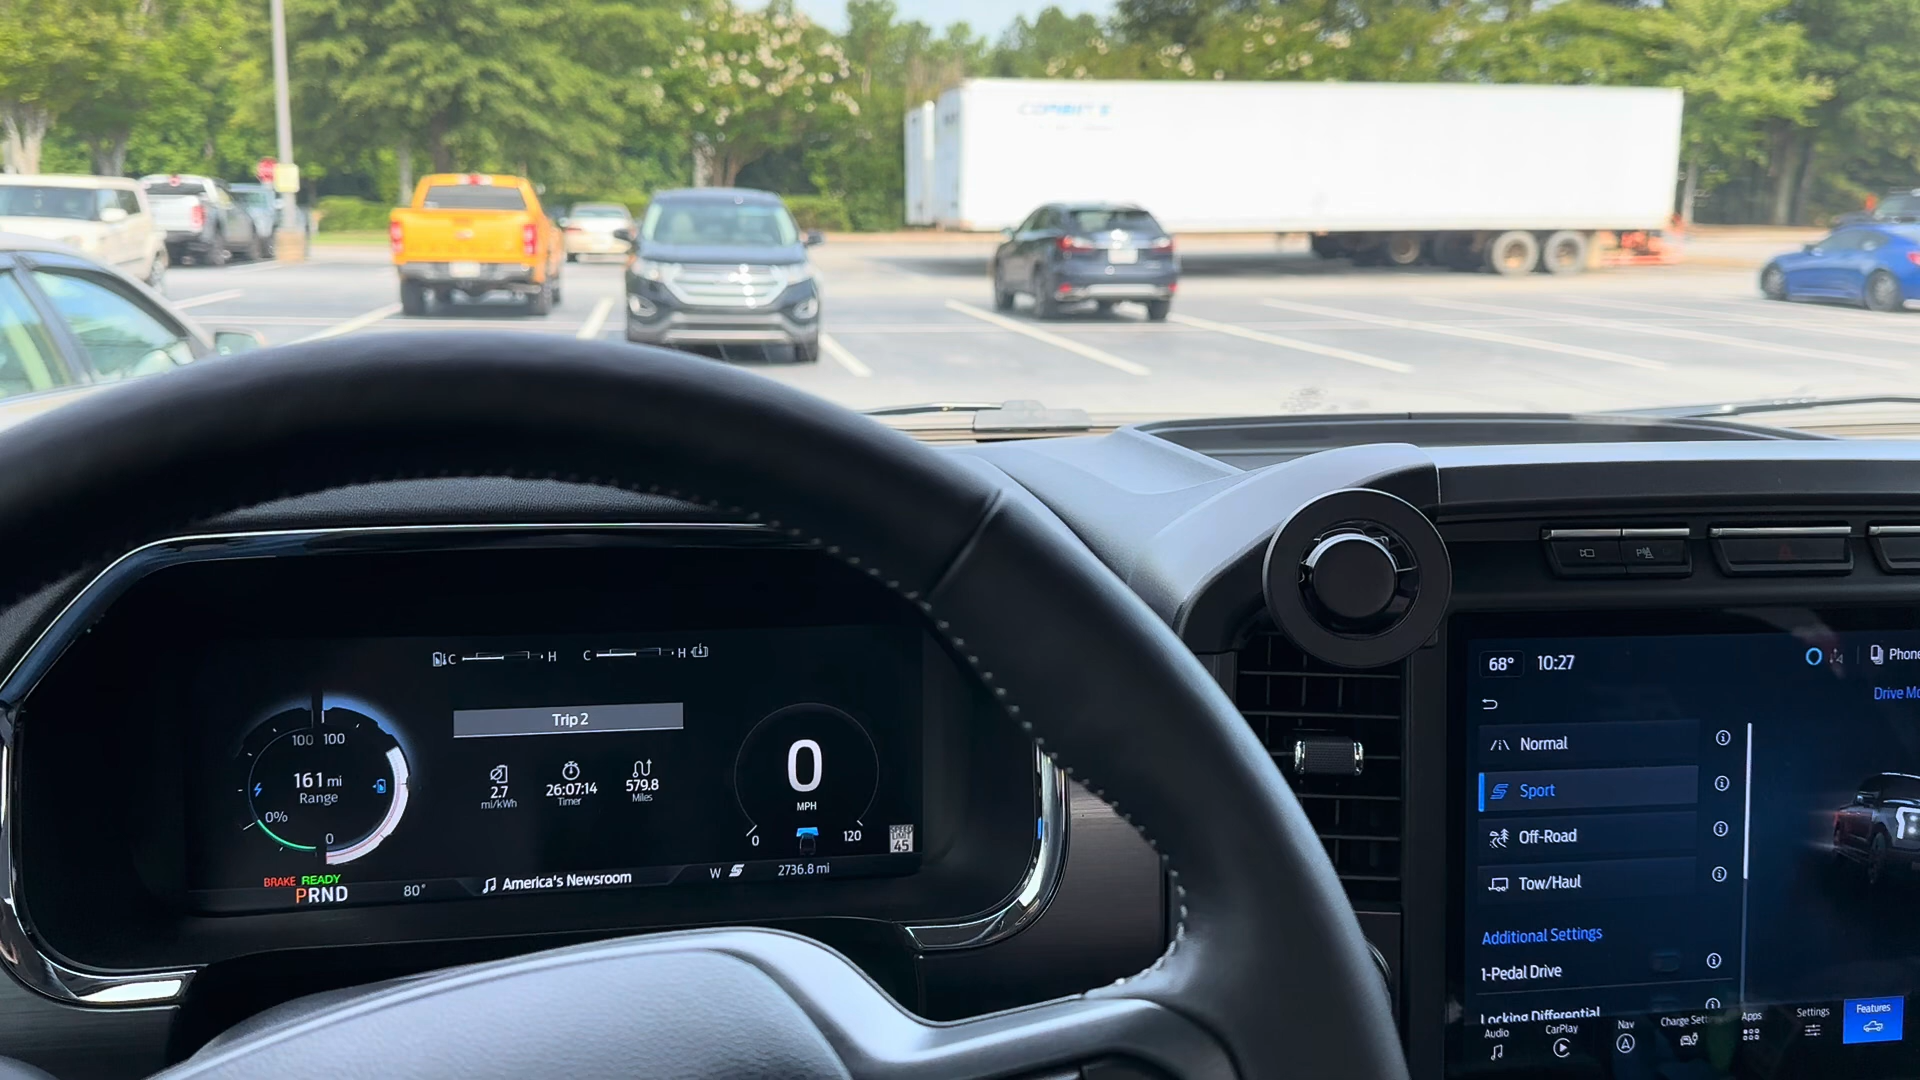 C H C H
Trip 2
100 100
161 mi
Range
0%
0
2.7
mi/kWh
26:07:14
Timer
579.8
Miles
0
MPH
0 120
SPEED
LIMIT
45
BRAKE READY
PRND
80°
America's Newsroom
W
2736.8 mi
68° 10:27
Phone
Drive Mo
Normal
Sport
Off-Road
Tow/Haul
Additional Settings
1-Pedal Drive
Locking Differential
Audio CarPlay Nav Charge Sett Apps Settings Features